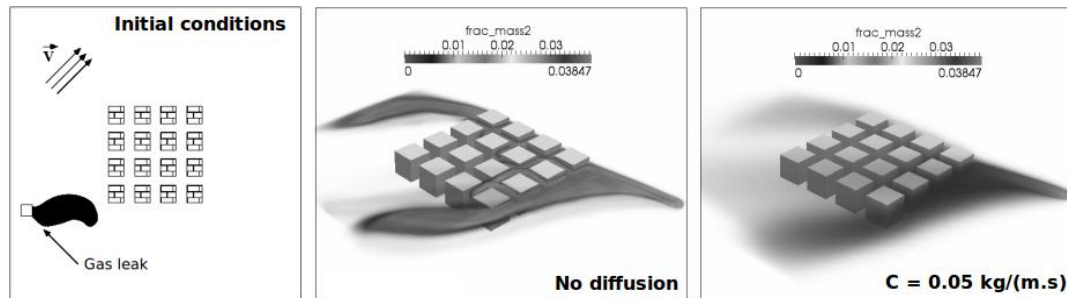 Initial conditions
v
Gas leak
frac_mass2
0.01 0.02 0.03
0 0.03847
No diffusion
frac_mass2
0.01 0.02 0.03
0 0.03847
C = 0.05 kg/(m.s)